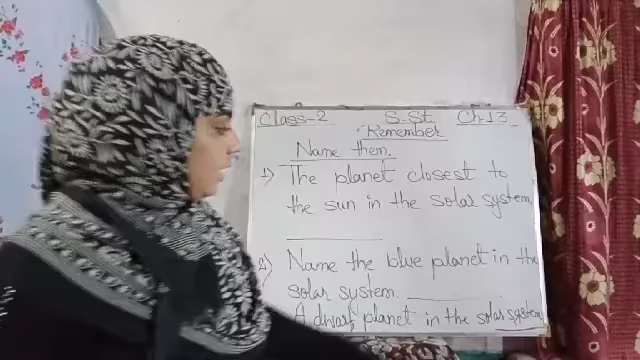 Class-2 S.St. Ch-13
Remember
Name them.
1) The planet closest to
the sun in the solar system,
2) Name the blue planet in the
solar system.
A dwarf planet in the solar system